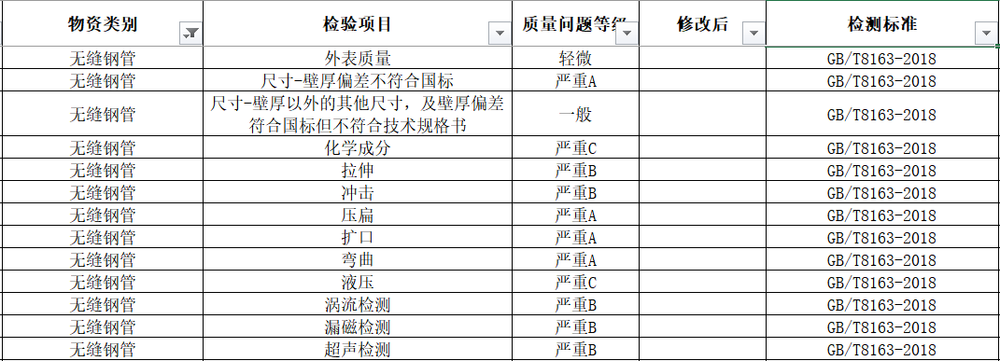 物资类别 检验项目 质量问题等级 修改后 检测标准
无缝钢管 外表质量 轻微 GB/T8163-2018
无缝钢管 尺寸-壁厚偏差不符合国标 严重A GB/T8163-2018
无缝钢管 尺寸-壁厚以外的其他尺寸，及壁厚偏差 一般 GB/T8163-2018
符合国标但不符合技术规格书
无缝钢管 化学成分 严重C GB/T8163-2018
无缝钢管 拉伸 严重B GB/T8163-2018
无缝钢管 冲击 严重B GB/T8163-2018
无缝钢管 压扁 严重A GB/T8163-2018
无缝钢管 扩口 严重A GB/T8163-2018
无缝钢管 弯曲 严重A GB/T8163-2018
无缝钢管 液压 严重C GB/T8163-2018
无缝钢管 涡流检测 严重B GB/T8163-2018
无缝钢管 漏磁检测 严重B GB/T8163-2018
无缝钢管 超声检测 严重B GB/T8163-2018